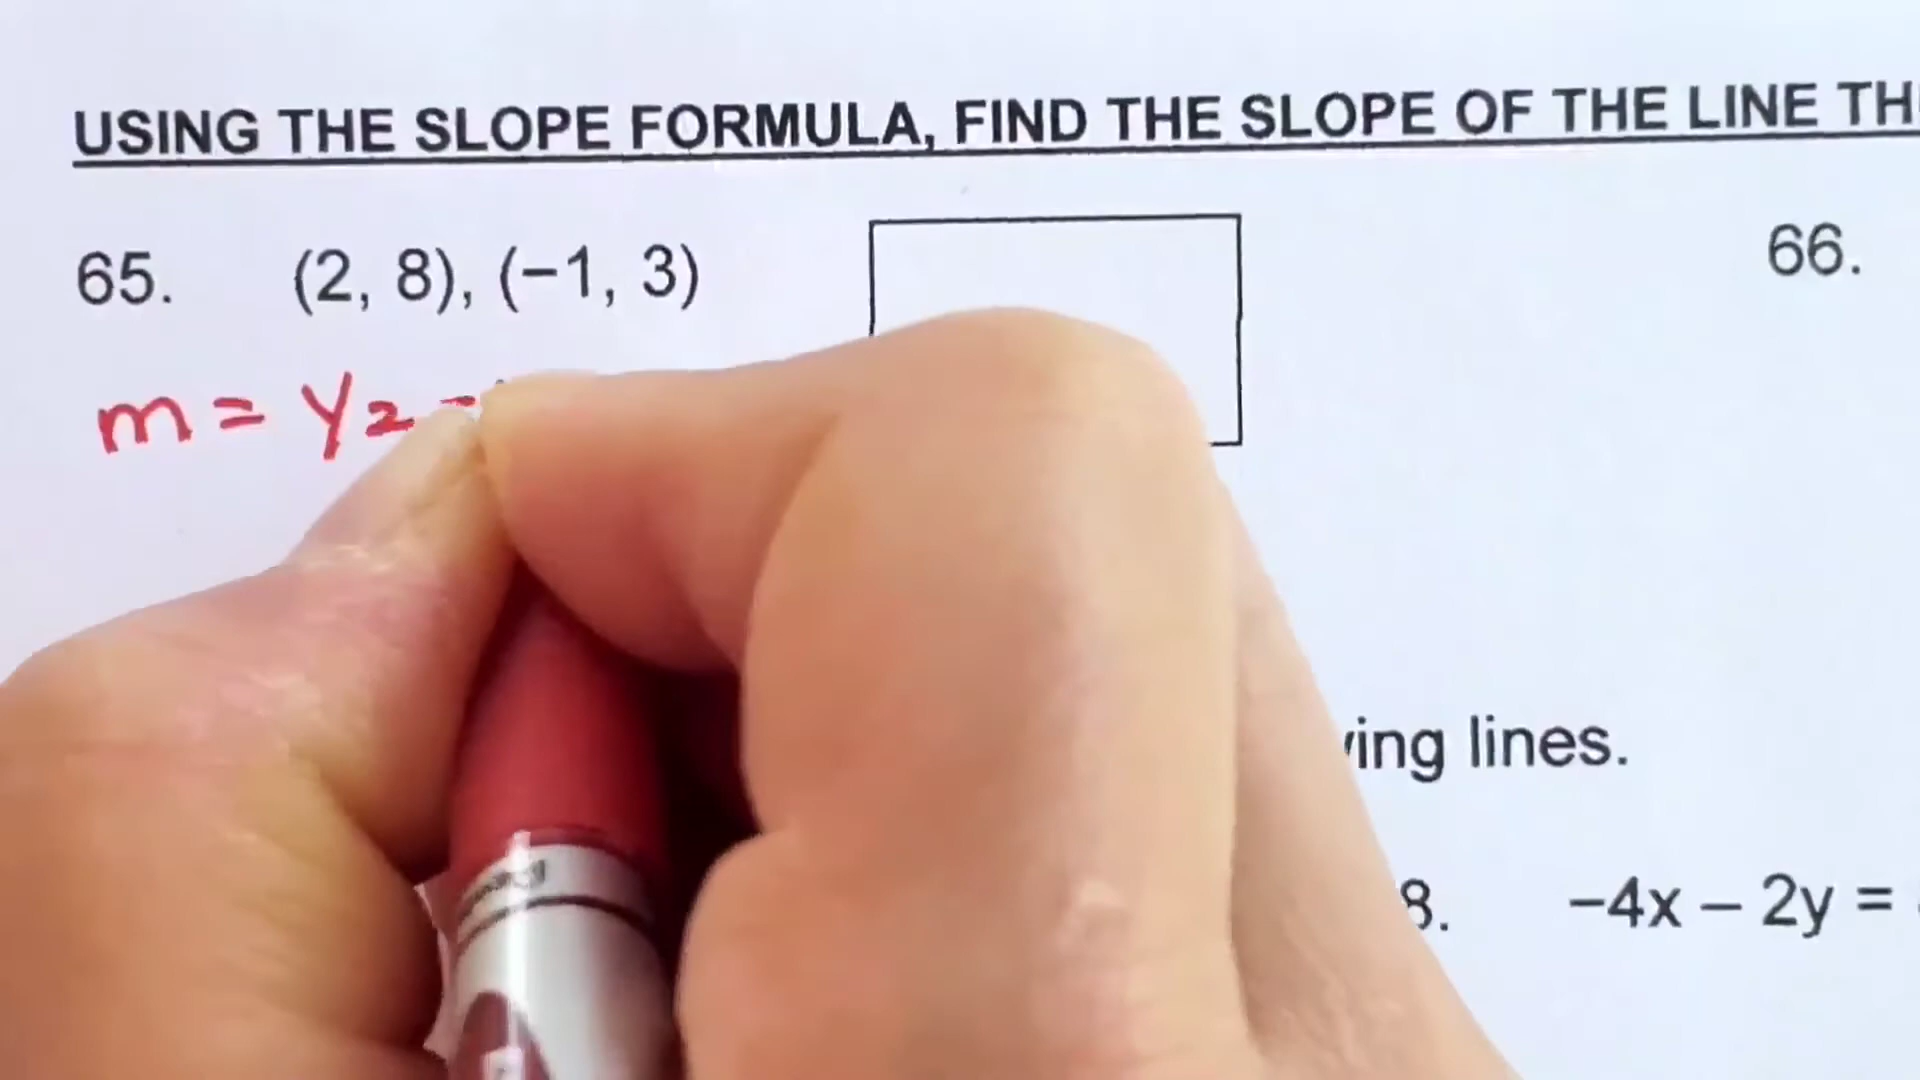 USING THE SLOPE FORMULA, FIND THE SLOPE OF THE LINE TH
65. (2, 8), (−1, 3)
66.
m = y₂ -
ing lines.
8. −4x − 2y =